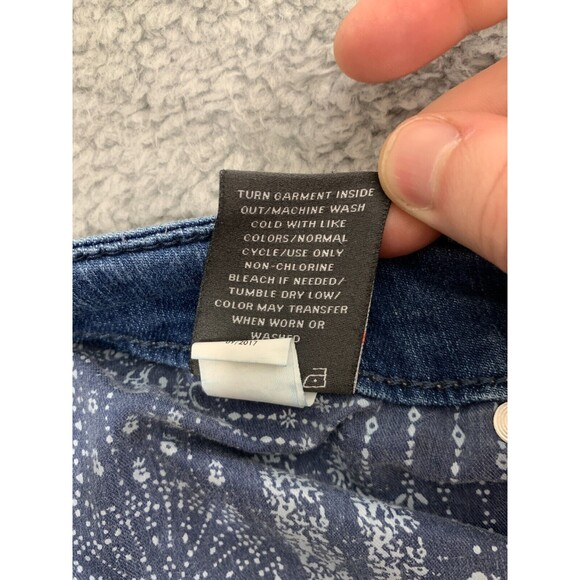 TURN GARMENT INSIDE
OUT/MACHINE WASH
COLD WITH LIKE
COLORS/NORMAL
CYCLE/USE ONLY
NON-CHLORINE
BLEACH IF NEEDED/
TUMBLE DRY LOW/
COLOR MAY TRANSFER
WHEN WORN OR
WASHED